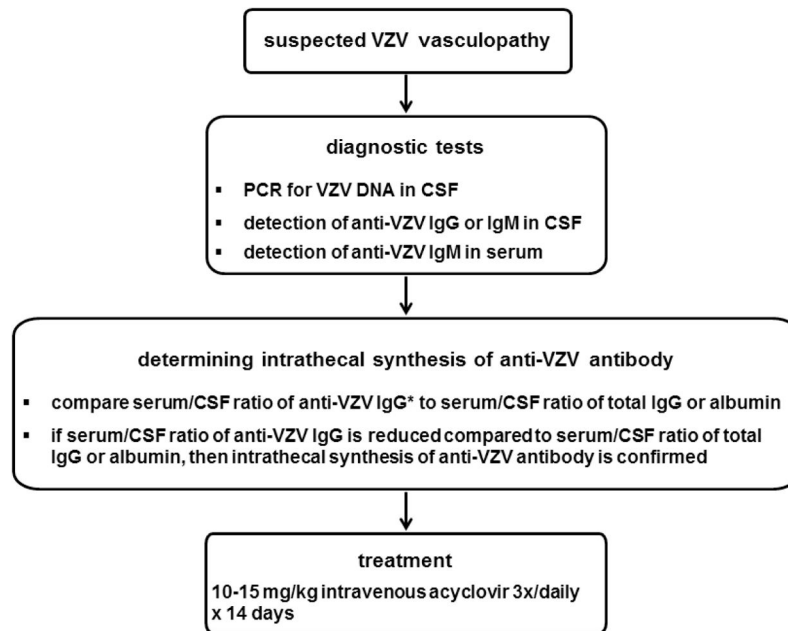 suspected VZV vasculopathy
diagnostic tests
▪ PCR for VZV DNA in CSF
▪ detection of anti-VZV IgG or IgM in CSF
▪ detection of anti-VZV IgM in serum
determining intrathecal synthesis of anti-VZV antibody
▪ compare serum/CSF ratio of anti-VZV IgG* to serum/CSF ratio of total IgG or albumin
▪ if serum/CSF ratio of anti-VZV IgG is reduced compared to serum/CSF ratio of total
IgG or albumin, then intrathecal synthesis of anti-VZV antibody is confirmed
treatment
10-15 mg/kg intravenous acyclovir 3x/daily
x 14 days